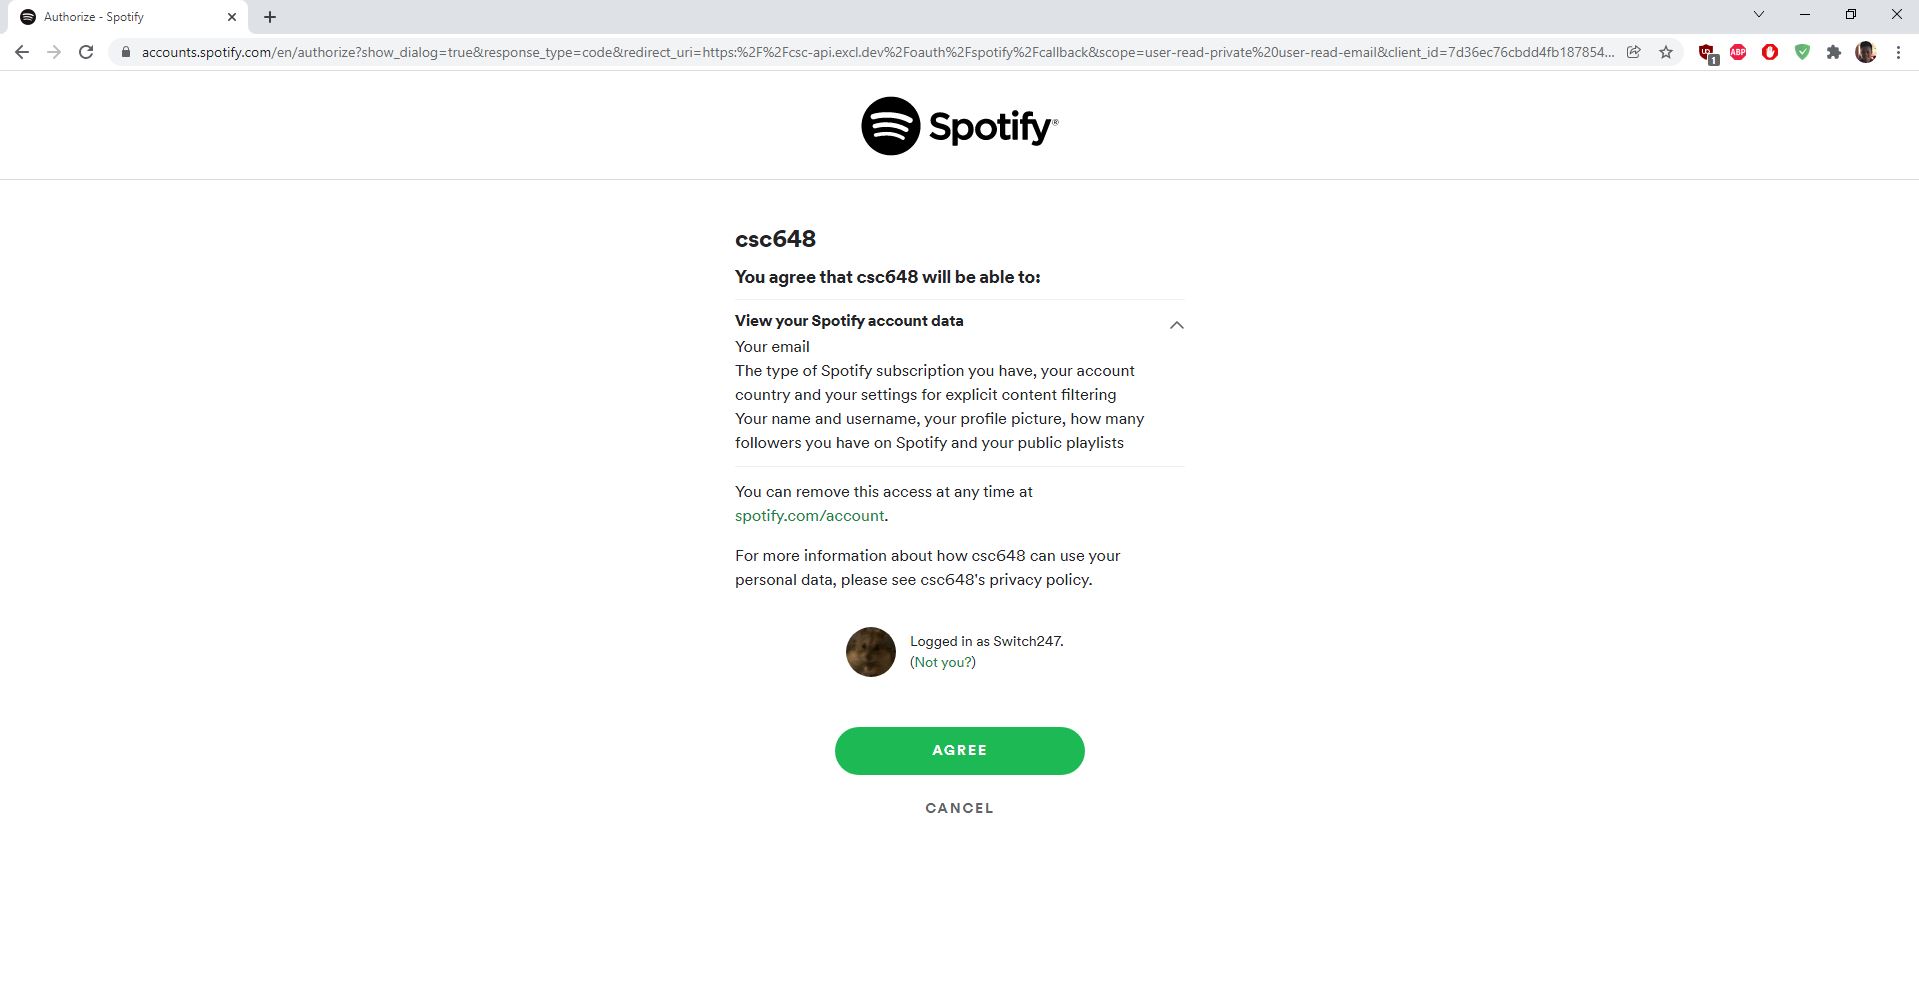 Authorize - Spotify
accounts.spotify.com/en/authorize?show_dialog=true&response_type=code&redirect_uri=https:%2F%2Fcsc-api.excl.dev%2Foauth%2Fspotify%2Fcallback&scope=user-read-private%20user-read-email&client_id=7d36ec76cbdd4fb187854...
1
ABP
Spotify®
csc648
You agree that csc648 will be able to:
View your Spotify account data
Your email
The type of Spotify subscription you have, your account
country and your settings for explicit content filtering
Your name and username, your profile picture, how many
followers you have on Spotify and your public playlists
You can remove this access at any time at
spotify.com/account.
For more information about how csc648 can use your
personal data, please see csc648's privacy policy.
Logged in as Switch247.
(Not you?)
AGREE
CANCEL